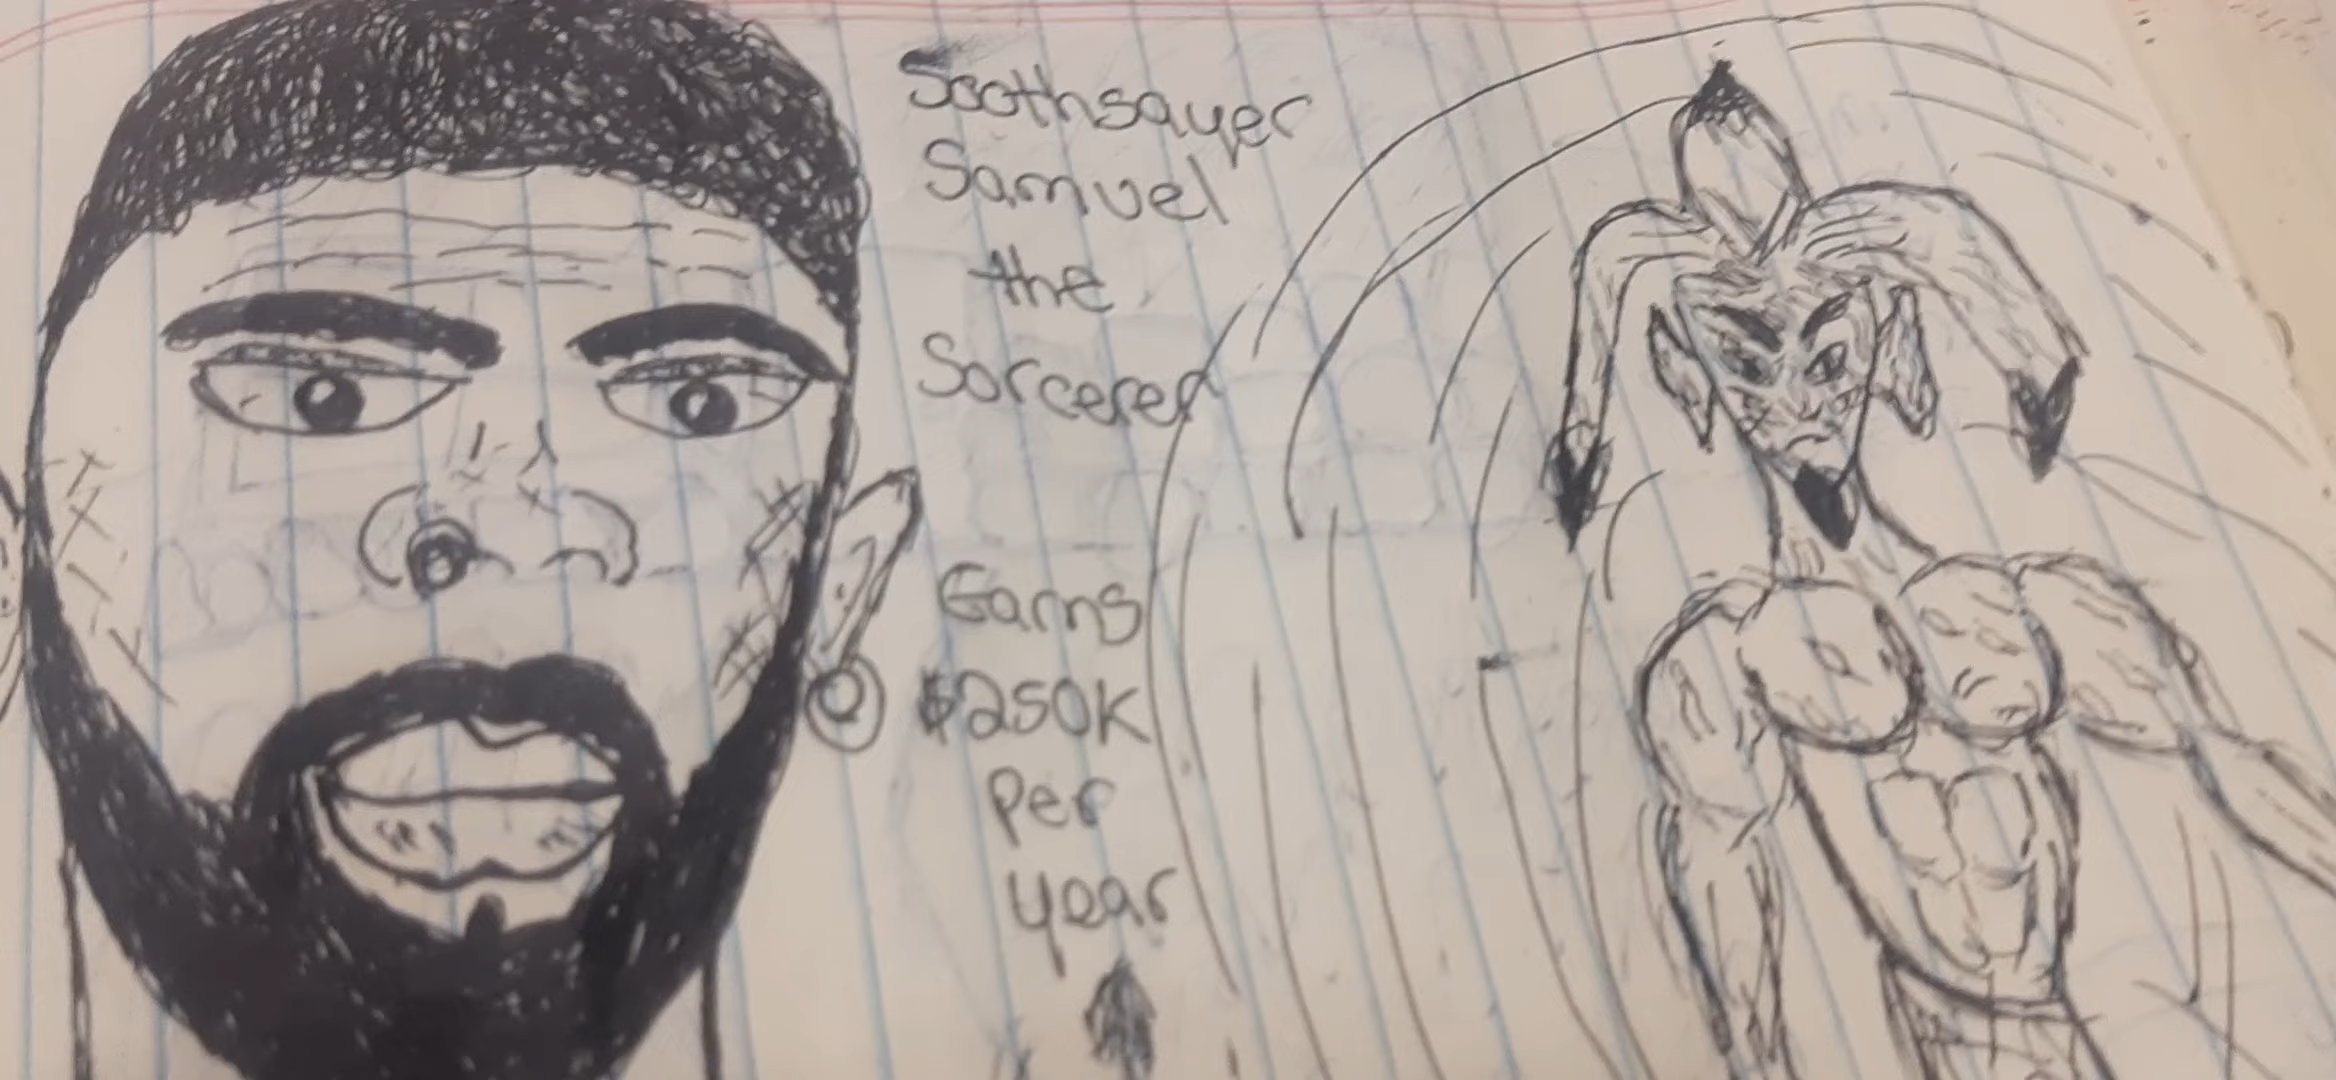 Soothsayer
Samuel
the
Sorcerer
Earns
$250K
Per
year